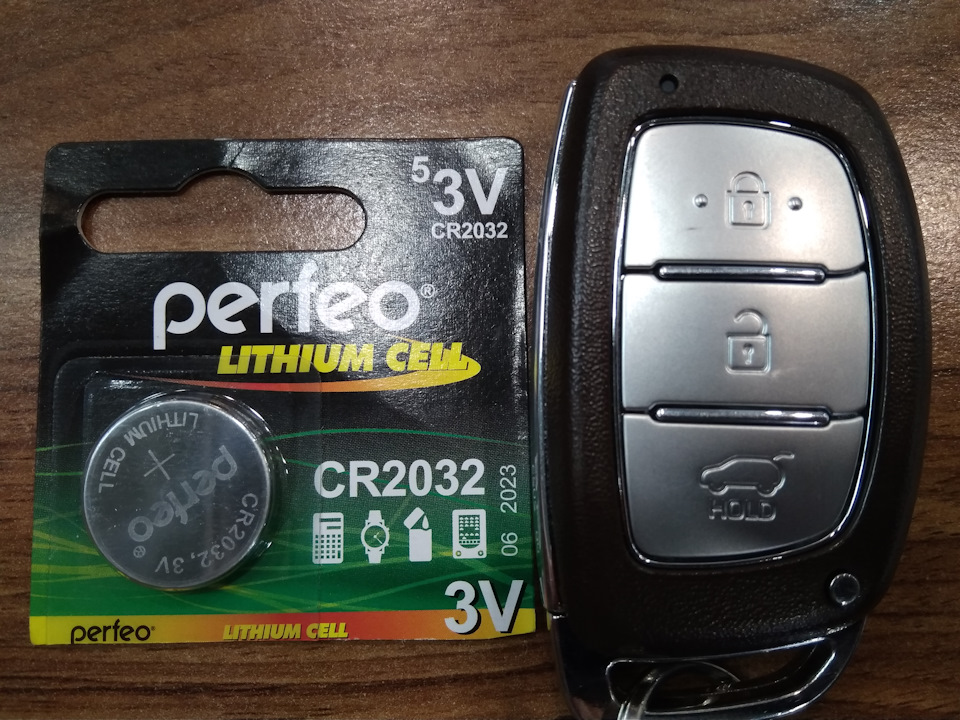 5 3V
CR2032
perfeo®
LITHIUM CELL
LITHIUM CELL
+
perfeo®
CR2032, 3V
CR2032
06 2023
3V
perfeo®
LITHIUM CELL
HOLD